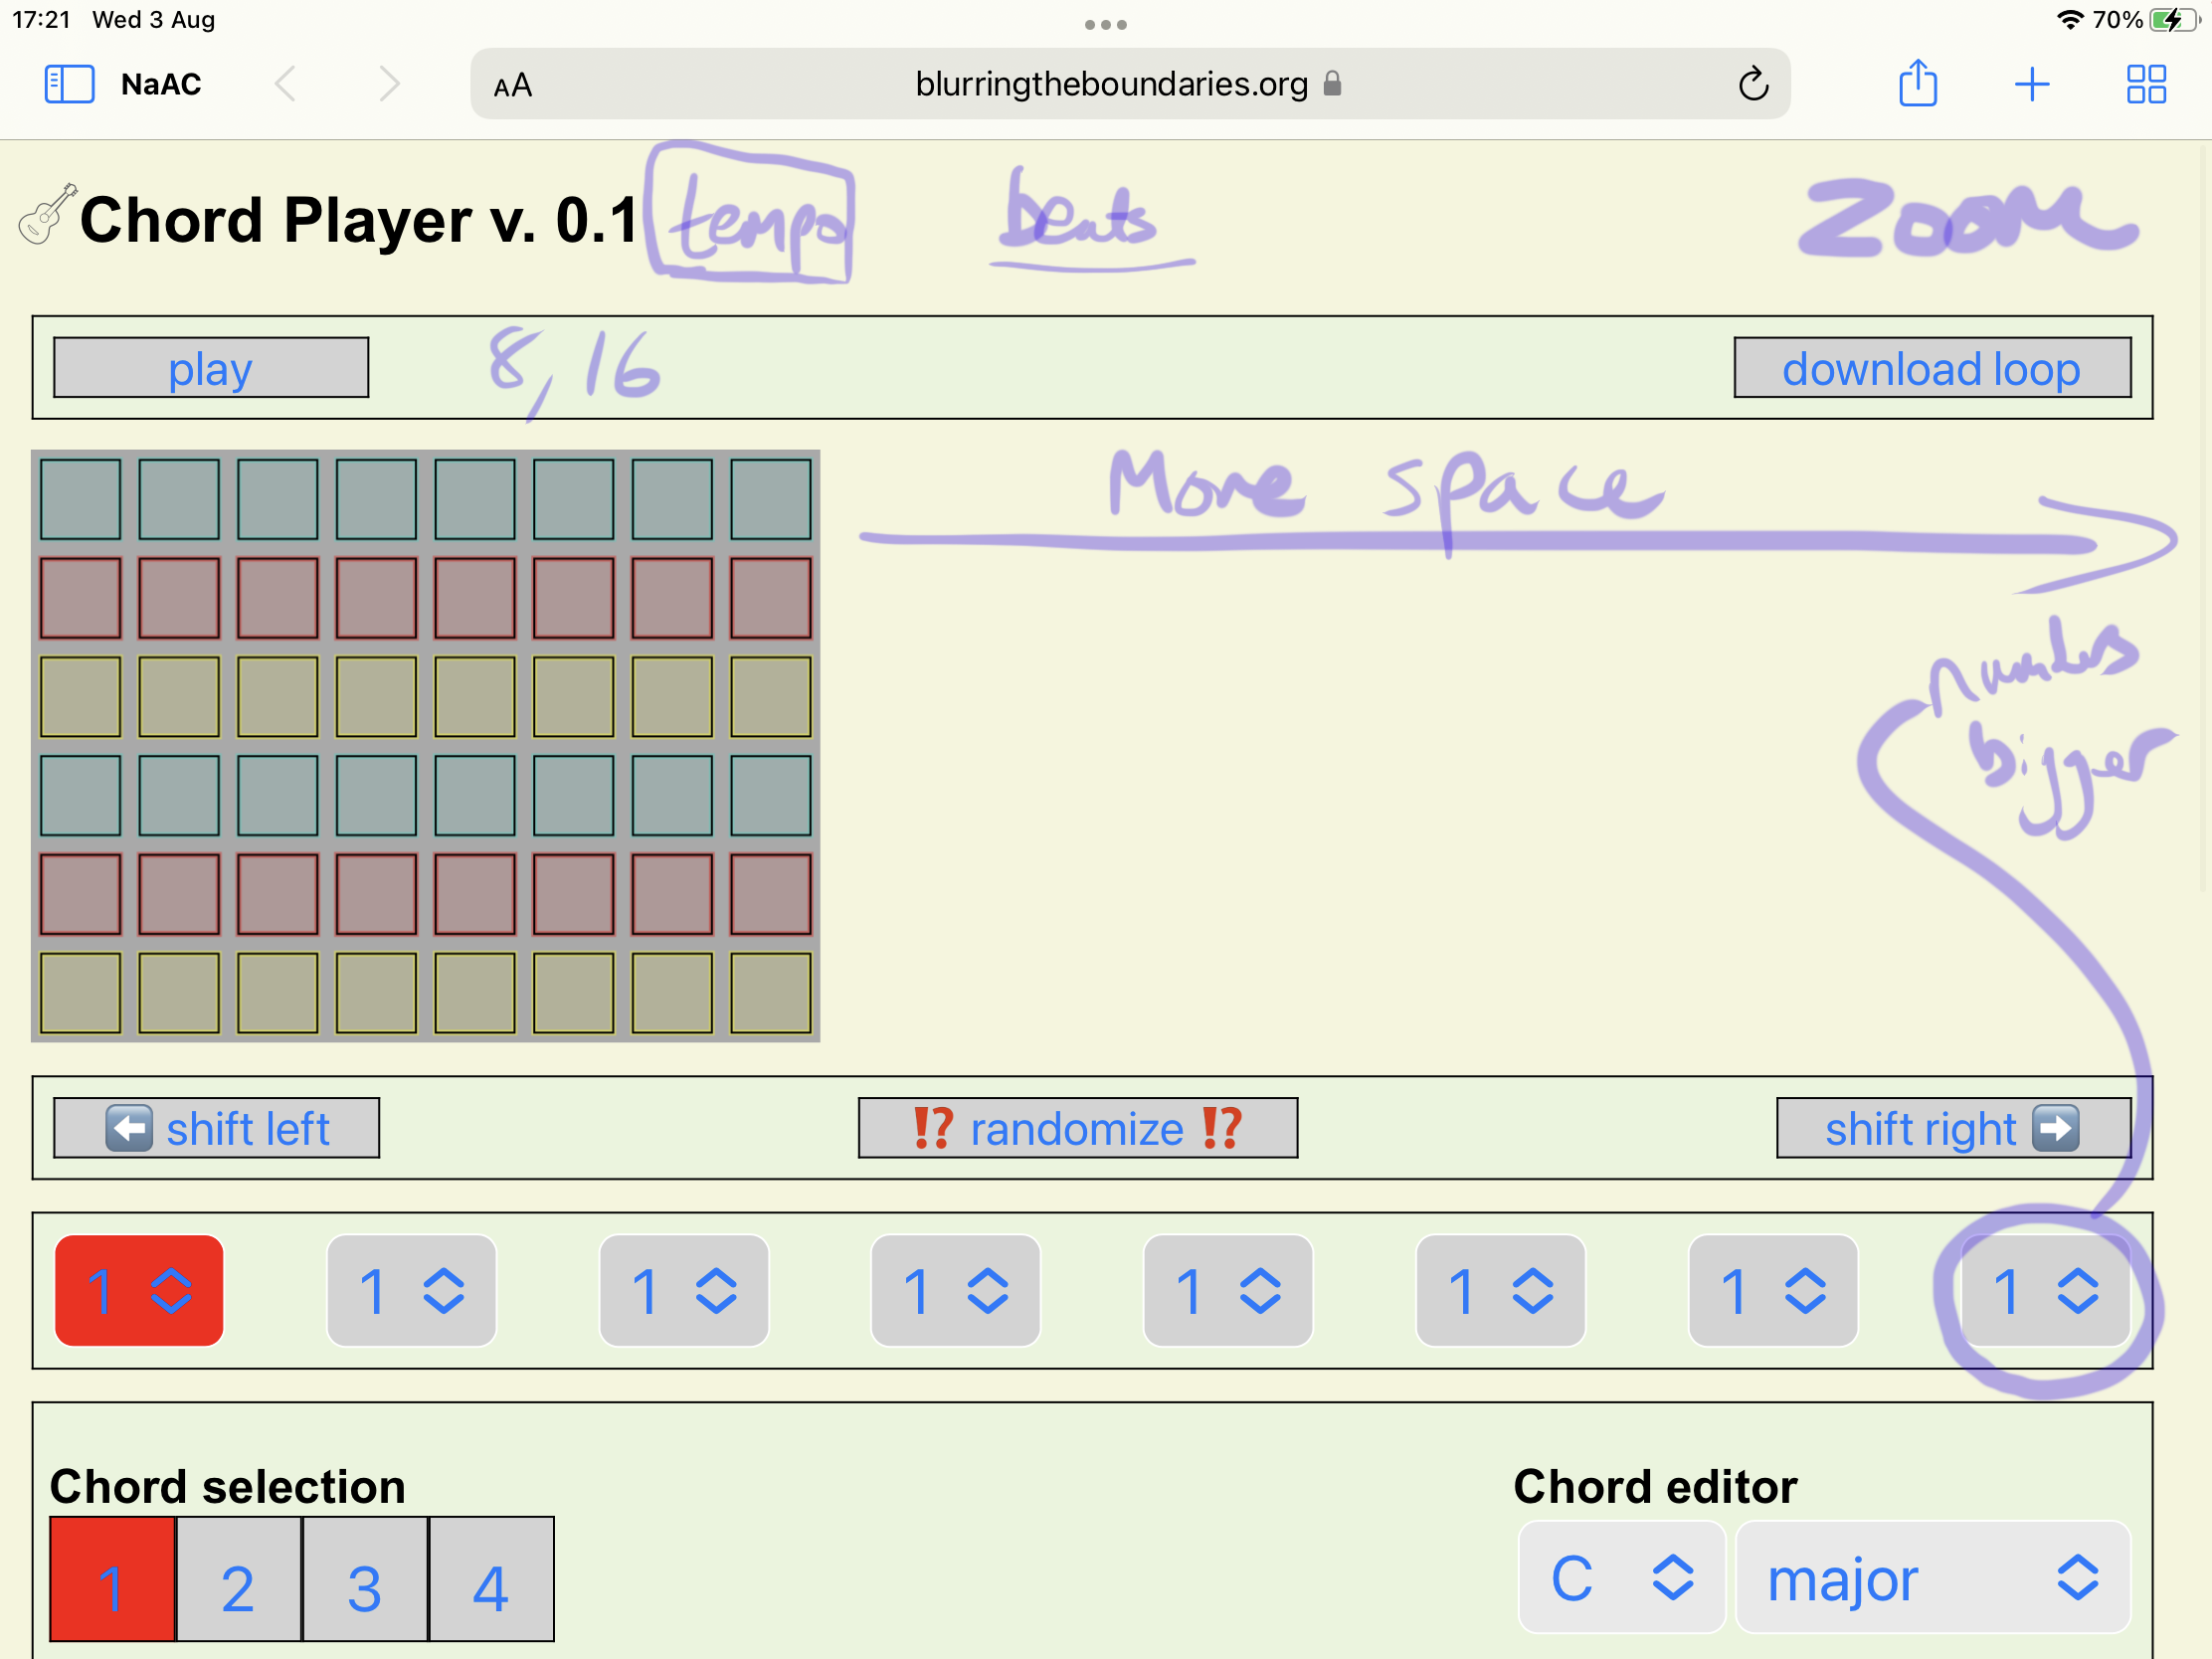 17:21 Wed 3 Aug 70%
NaAC AA blurringtheboundaries.org
Chord Player v. 0.1 tempo beats zoom
play 8, 16 download loop
More space
numbers
bigger
shift left ⁉ randomize ⁉ shift right
1 1 1 1 1 1 1 1
Chord selection Chord editor
1 2 3 4 C major